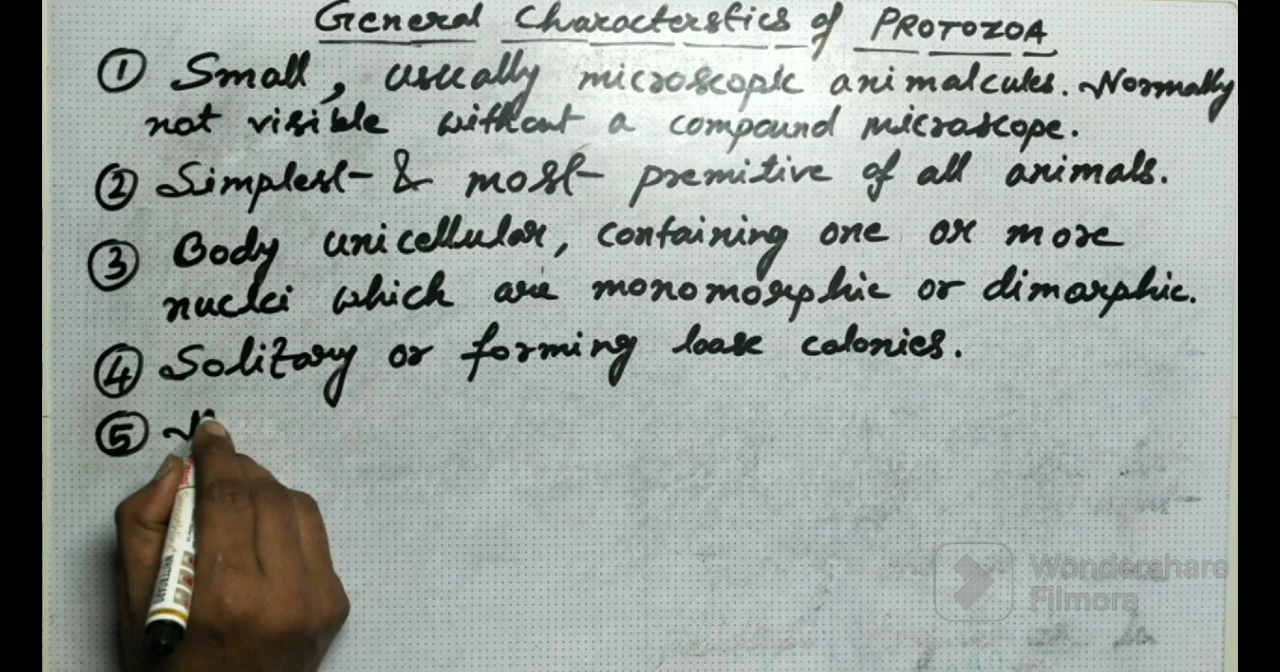 General Characterstics of PROTOZOA
① Small, usually microscopic animalcules. Normally
not visible without a compound microscope.
② Simplest & most premitive of all animals.
③ Body unicellular, containing one or more
nuclei which are monomorphic or dimorphic.
④ Solitary or forming loose colonies.
⑤
Wondershare
Filmora